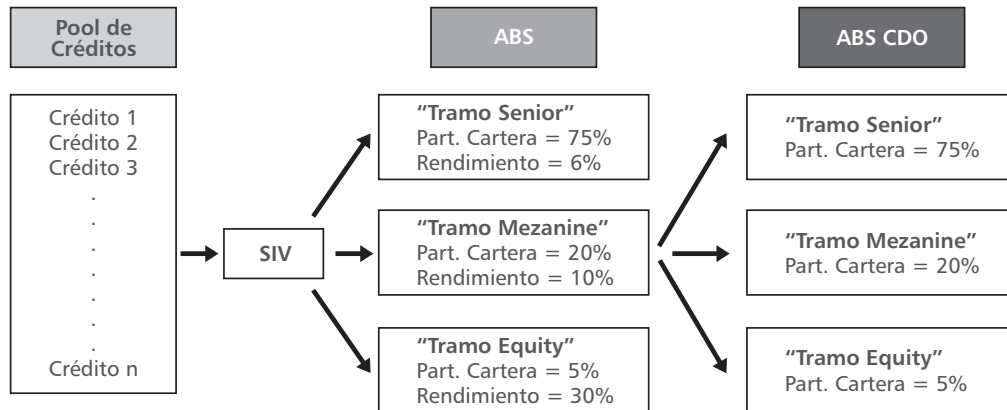 Pool de
Créditos
ABS
ABS CDO
Crédito 1
Crédito 2
Crédito 3
.
.
.
.
.
.
.
Crédito n
SIV
“Tramo Senior”
Part. Cartera = 75%
Rendimiento = 6%
“Tramo Mezanine”
Part. Cartera = 20%
Rendimiento = 10%
“Tramo Equity”
Part. Cartera = 5%
Rendimiento = 30%
“Tramo Senior”
Part. Cartera = 75%
“Tramo Mezanine”
Part. Cartera = 20%
“Tramo Equity”
Part. Cartera = 5%